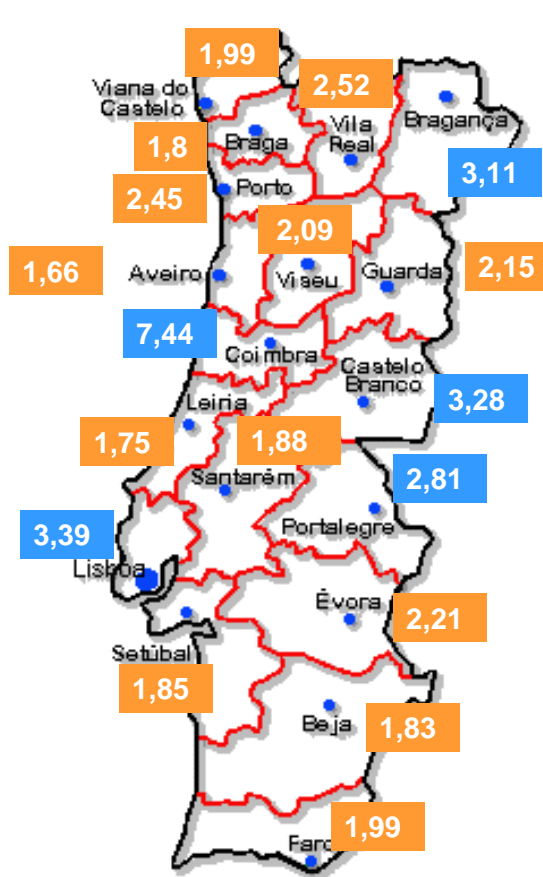 1,99
2,52
Viana do
Castelo
Bragança
Vila
Real
Braga
1,8
3,11
Porto
2,45
2,09
1,66
Aveiro
Viseu
Guarda
2,15
7,44
Coimbra
Castelo
Branco
3,28
Leiria
1,75
1,88
Santarém
2,81
Portalegre
3,39
Lisboa
Évora
2,21
Setúbal
1,85
Beja
1,83
1,99
Faro